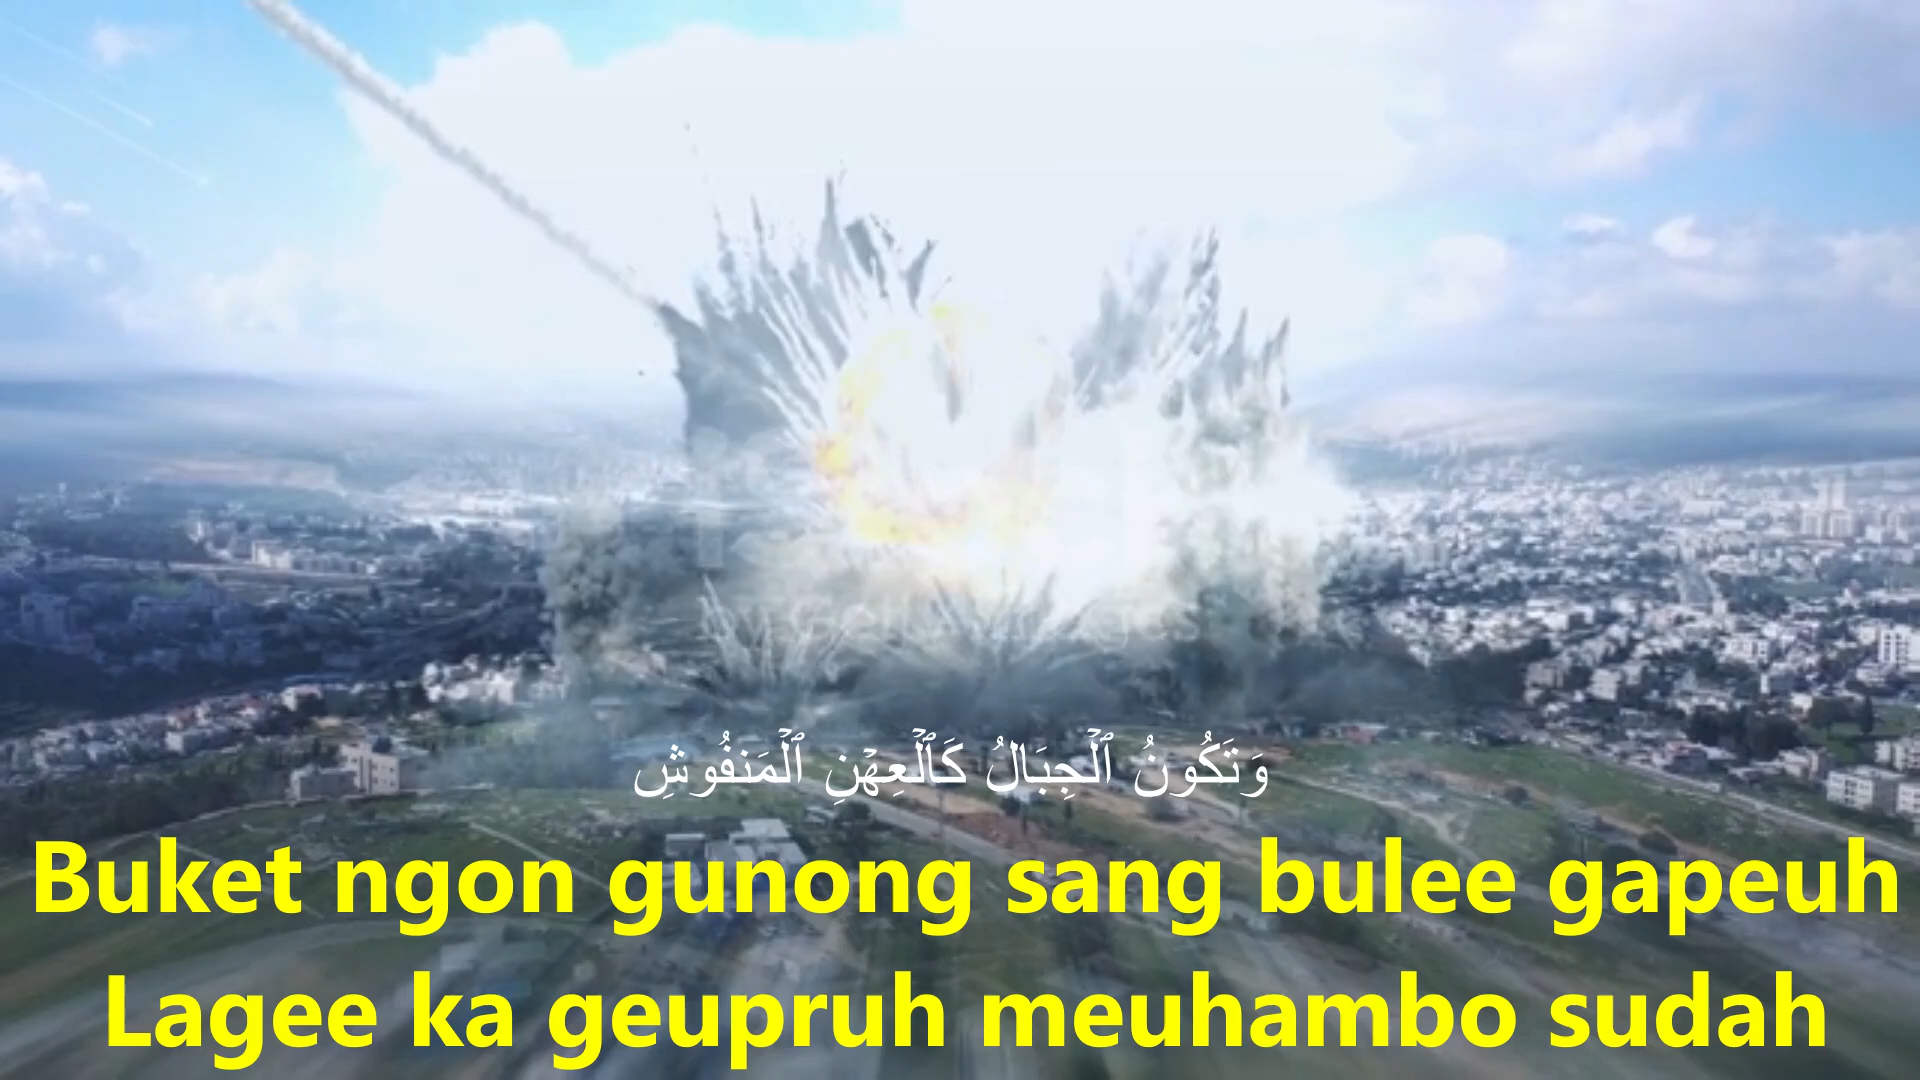 وَتَكُونُ ٱلْجِبَالُ كَٱلْعِهْنِ ٱلْمَنفُوشِ
Buket ngon gunong sang bulee gapeuh
Lagee ka geupruh meuhambo sudah